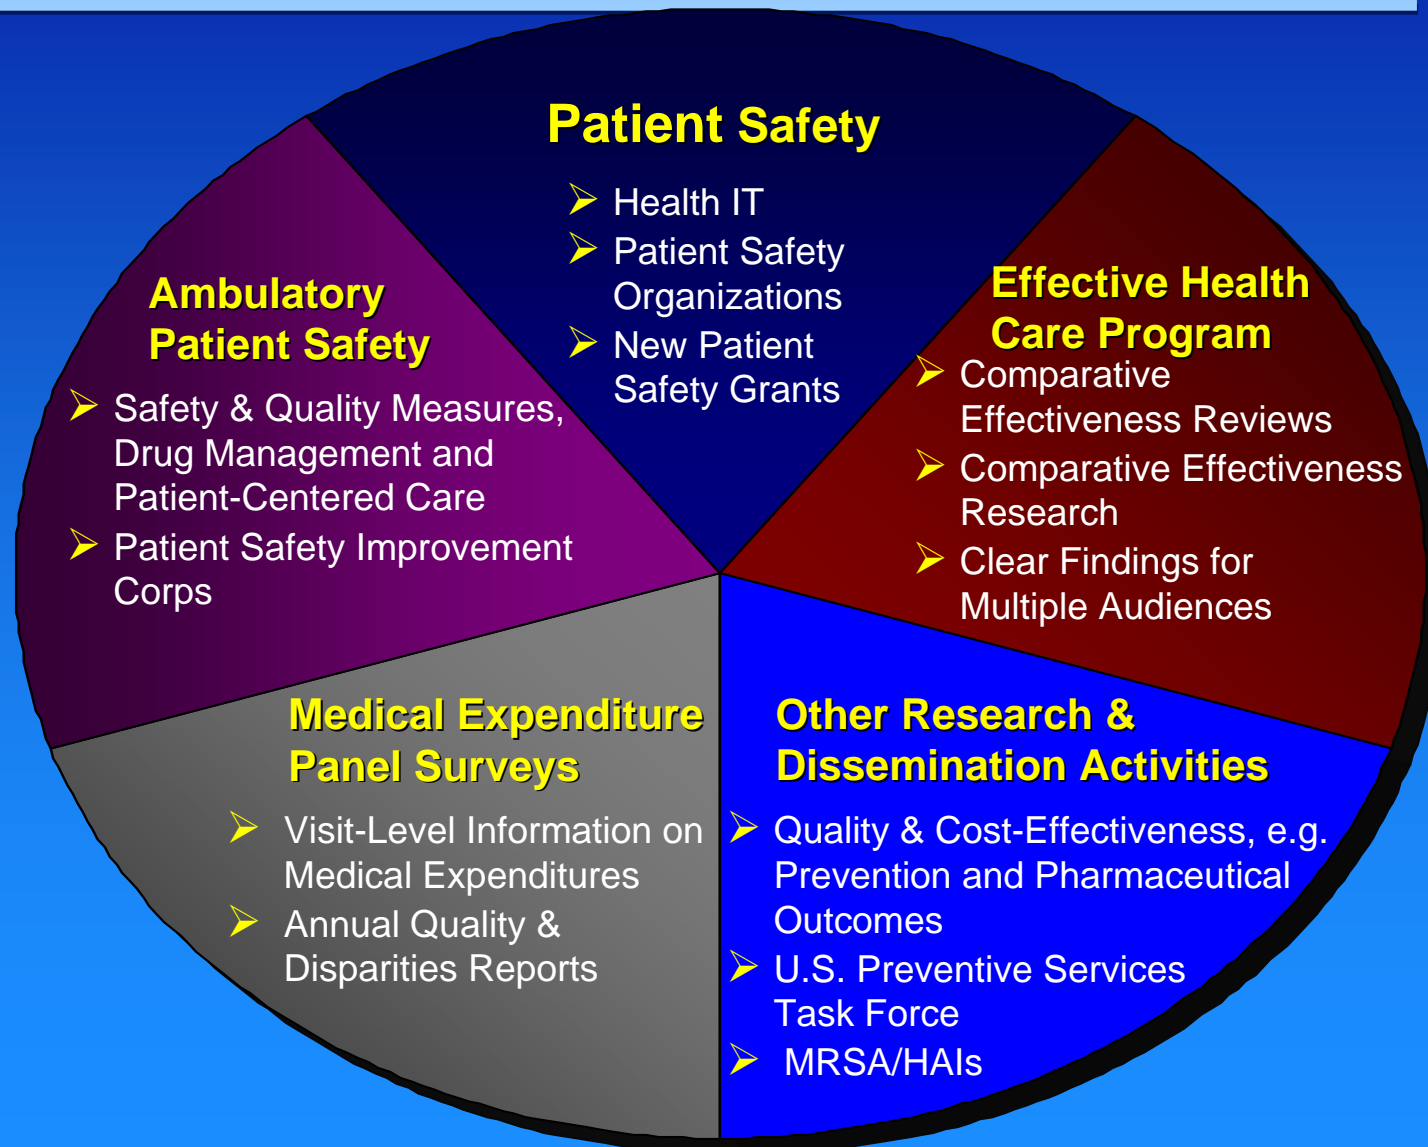 Patient Safety
Health IT
Patient Safety
Organizations
New Patient
Safety Grants
Ambulatory
Patient Safety
Safety & Quality Measures,
Drug Management and
Patient-Centered Care
Patient Safety Improvement
Corps
Effective Health
Care Program
Comparative
Effectiveness Reviews
Comparative Effectiveness
Research
Clear Findings for
Multiple Audiences
Medical Expenditure
Panel Surveys
Visit-Level Information on
Medical Expenditures
Annual Quality &
Disparities Reports
Other Research &
Dissemination Activities
Quality & Cost-Effectiveness, e.g.
Prevention and Pharmaceutical
Outcomes
U.S. Preventive Services
Task Force
MRSA/HAIs